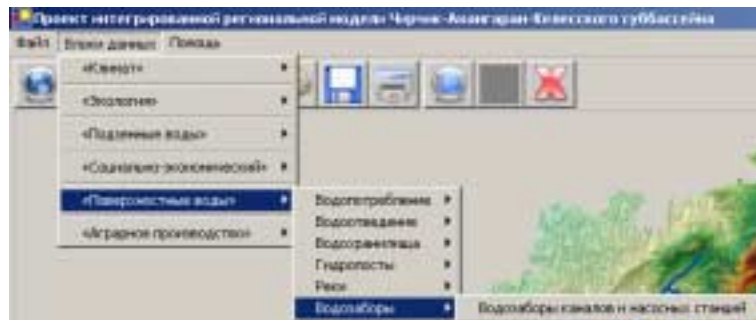 Проект интегрированной региональной модели Чирчик-Ахангаран-Келесского суббассейна
Файл Блоки данных Помощь
«Климат»
«Экология»
«Подземные воды»
«Социально-экономический»
«Поверхностные воды»
«Аграрное производство»
Водопотребление
Водоотведение
Водохранилища
Гидропосты
Реки
Водозаборы
Водозаборы каналов и насосных станций